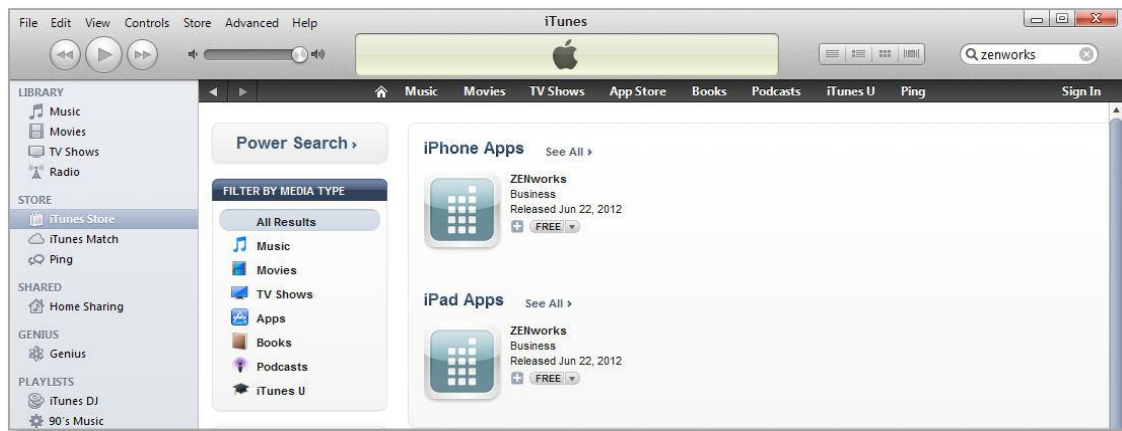 File Edit View Controls Store Advanced Help
iTunes
zenworks
LIBRARY
Music
Movies
TV Shows
Radio
STORE
iTunes Store
iTunes Match
Ping
SHARED
Home Sharing
GENIUS
Genius
PLAYLISTS
iTunes DJ
90's Music
Music Movies TV Shows App Store Books Podcasts iTunes U Ping Sign In
Power Search ›
FILTER BY MEDIA TYPE
All Results
Music
Movies
TV Shows
Apps
Books
Podcasts
iTunes U
iPhone Apps See All ›
ZENworks
Business
Released Jun 22, 2012
FREE
iPad Apps See All ›
ZENworks
Business
Released Jun 22, 2012
FREE